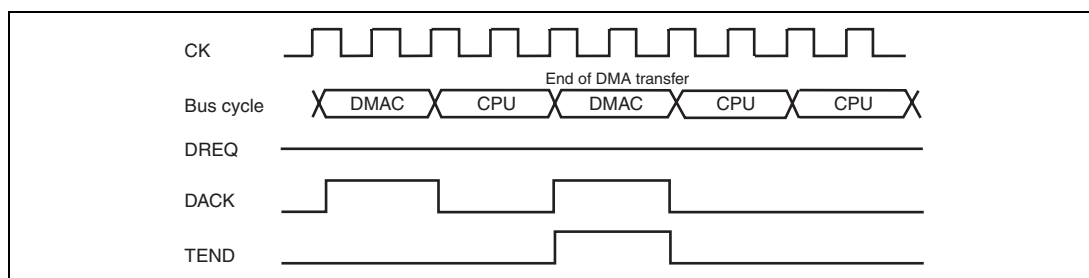 CK
End of DMA transfer
Bus cycle DMAC CPU DMAC CPU CPU
DREQ
DACK
TEND